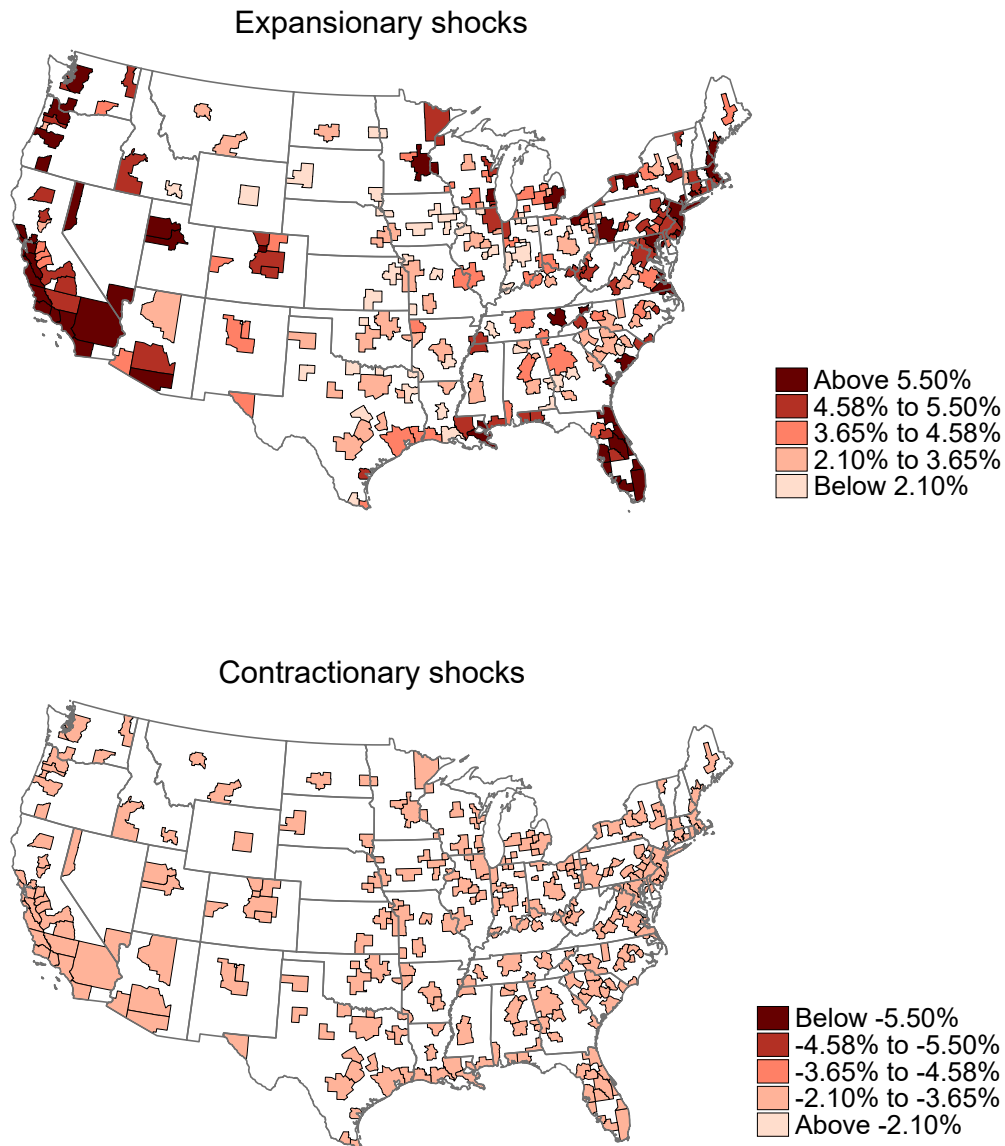 Expansionary shocks
Above 5.50%
4.58% to 5.50%
3.65% to 4.58%
2.10% to 3.65%
Below 2.10%
Contractionary shocks
Below -5.50%
-4.58% to -5.50%
-3.65% to -4.58%
-2.10% to -3.65%
Above -2.10%